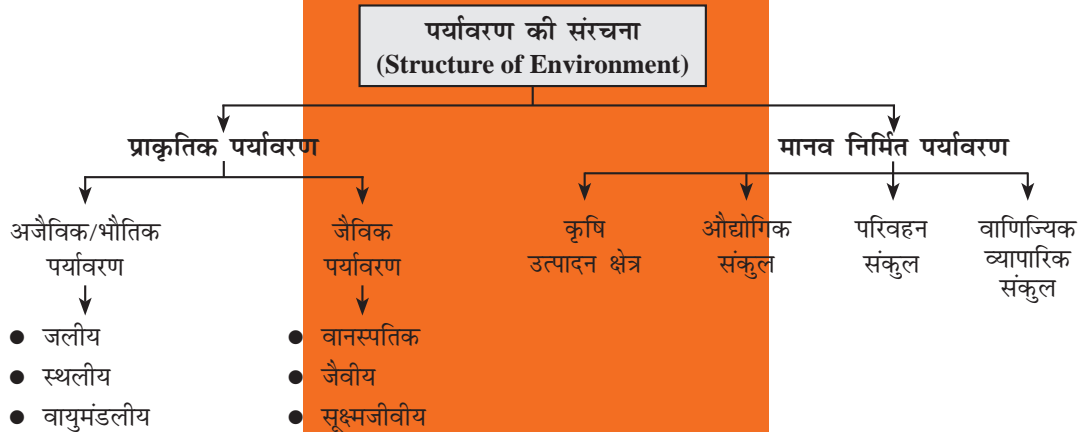 पर्यावरण की संरचना
(Structure of Environment)
प्राकृतिक पर्यावरण
मानव निर्मित पर्यावरण
अजैविक/भौतिक
पर्यावरण
जैविक
पर्यावरण
कृषि
उत्पादन क्षेत्र
औद्योगिक
संकुल
परिवहन
संकुल
वाणिज्यिक
व्यापारिक
संकुल
● जलीय
● स्थलीय
● वायुमंडलीय
● वानस्पतिक
● जैवीय
● सूक्ष्मजीवीय